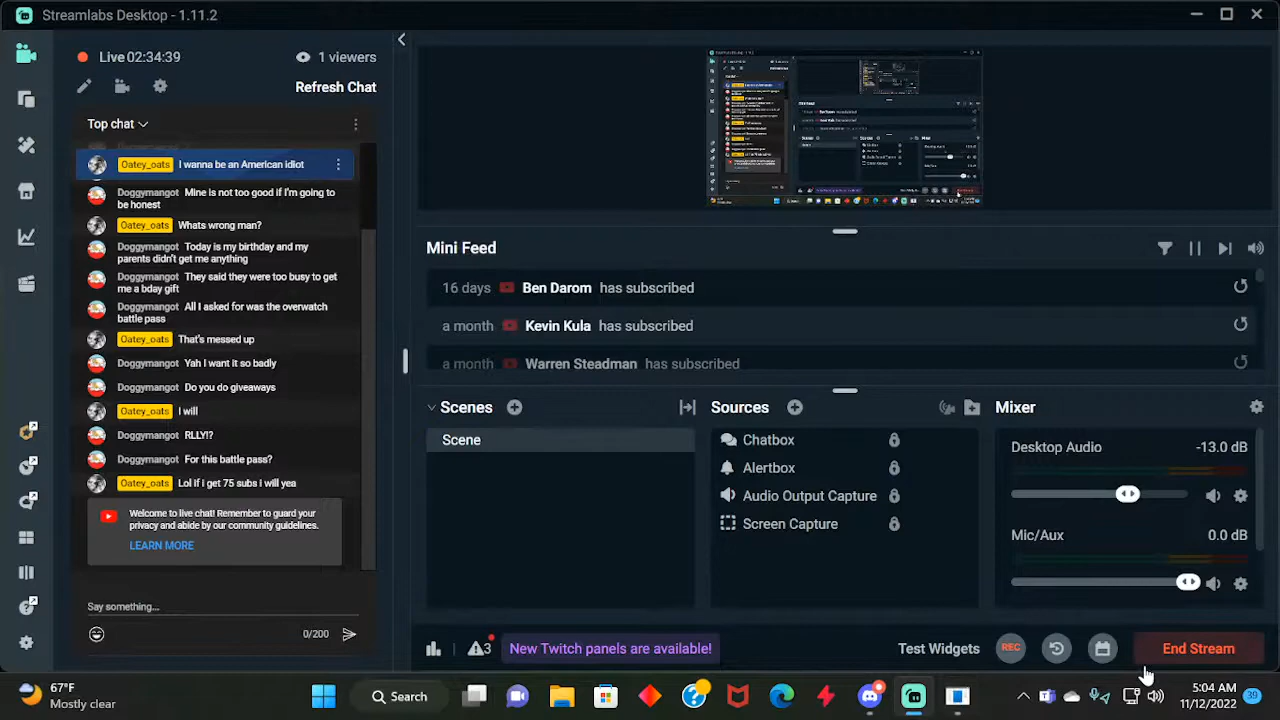 Streamlabs Desktop - 1.11.2
Live 02:34:39
1 viewers
Refresh Chat
Oatey_oats I wanna be an American idiot
Doggymangot Mine is not too good if I'm going to
be honest
Oatey_oats Whats wrong man?
Doggymangot Today is my birthday and my
parents didn't get me anything
Doggymangot They said they were too busy to get
me a bday gift
Doggymangot All I asked for was the overwatch
battle pass
Oatey_oats That's messed up
Doggymangot Yah I want it so badly
Doggymangot Do you do giveaways
Oatey_oats I will
Doggymangot RLLY!?
Doggymangot For this battle pass?
Oatey_oats Lol if i get 75 subs i will yea
Welcome to live chat! Remember to guard your
privacy and abide by our community guidelines.
LEARN MORE
Say something...
0/200
Mini Feed
16 days Ben Darom has subscribed
a month Kevin Kula has subscribed
a month Warren Steadman has subscribed
Scenes
Scene
Sources
Chatbox
Alertbox
Audio Output Capture
Screen Capture
Mixer
Desktop Audio -13.0 dB
Mic/Aux 0.0 dB
3
New Twitch panels are available!
Test Widgets
REC
End Stream
67°F
Mostly clear
Search
5:04 AM
11/12/2022
39